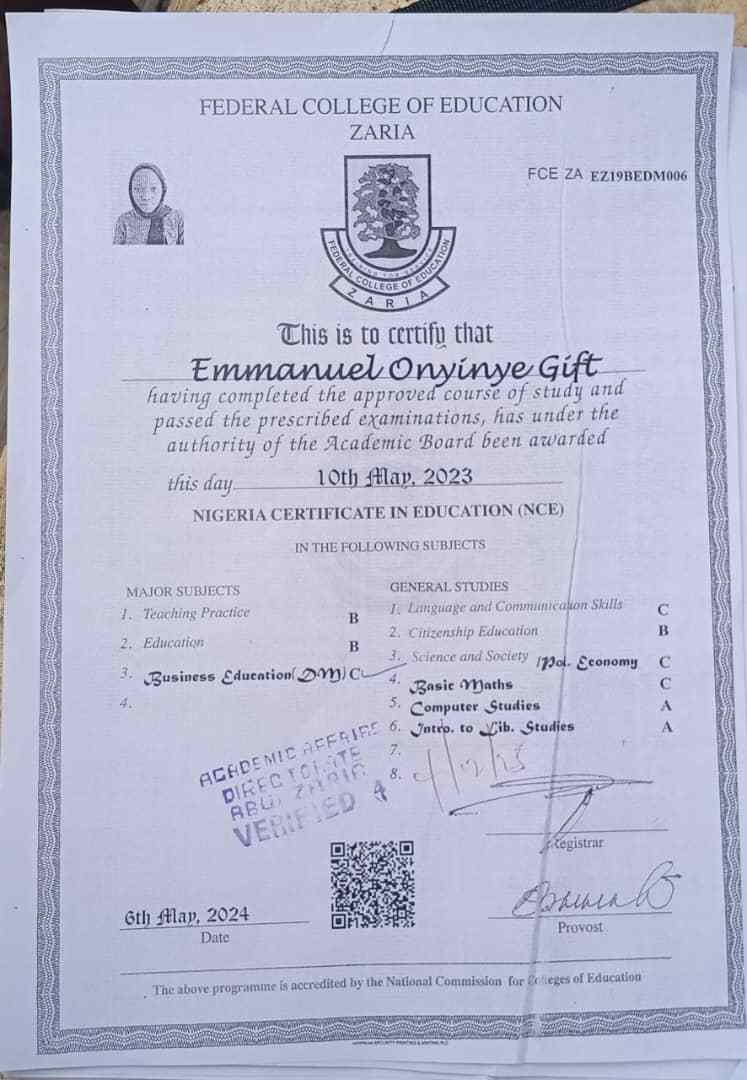 FEDERAL COLLEGE OF EDUCATION
ZARIA
FCE ZA EZ19BEDM006
FEDERAL COLLEGE OF EDUCATION
ZARIA
This is to certify that
Emmanuel Onyinye Gift
having completed the approved course of study and
passed the prescribed examinations, has under the
authority of the Academic Board been awarded
this day 10th May, 2023
NIGERIA CERTIFICATE IN EDUCATION (NCE)
IN THE FOLLOWING SUBJECTS
MAJOR SUBJECTS
1. Teaching Practice B
2. Education B
3. Business Education(DM) C
4.
GENERAL STUDIES
1. Language and Communication Skills C
2. Citizenship Education B
3. Science and Society /Pol. Economy C
4. Basic Maths C
5. Computer Studies A
6. Intro. to Lib. Studies A
7.
8.
ACADEMIC AFFAIRS
DIRECTORATE
ABU, ZARIA
VERIFIED 4
Registrar
Provost
6th May, 2024
Date
The above programme is accredited by the National Commission for Colleges of Education